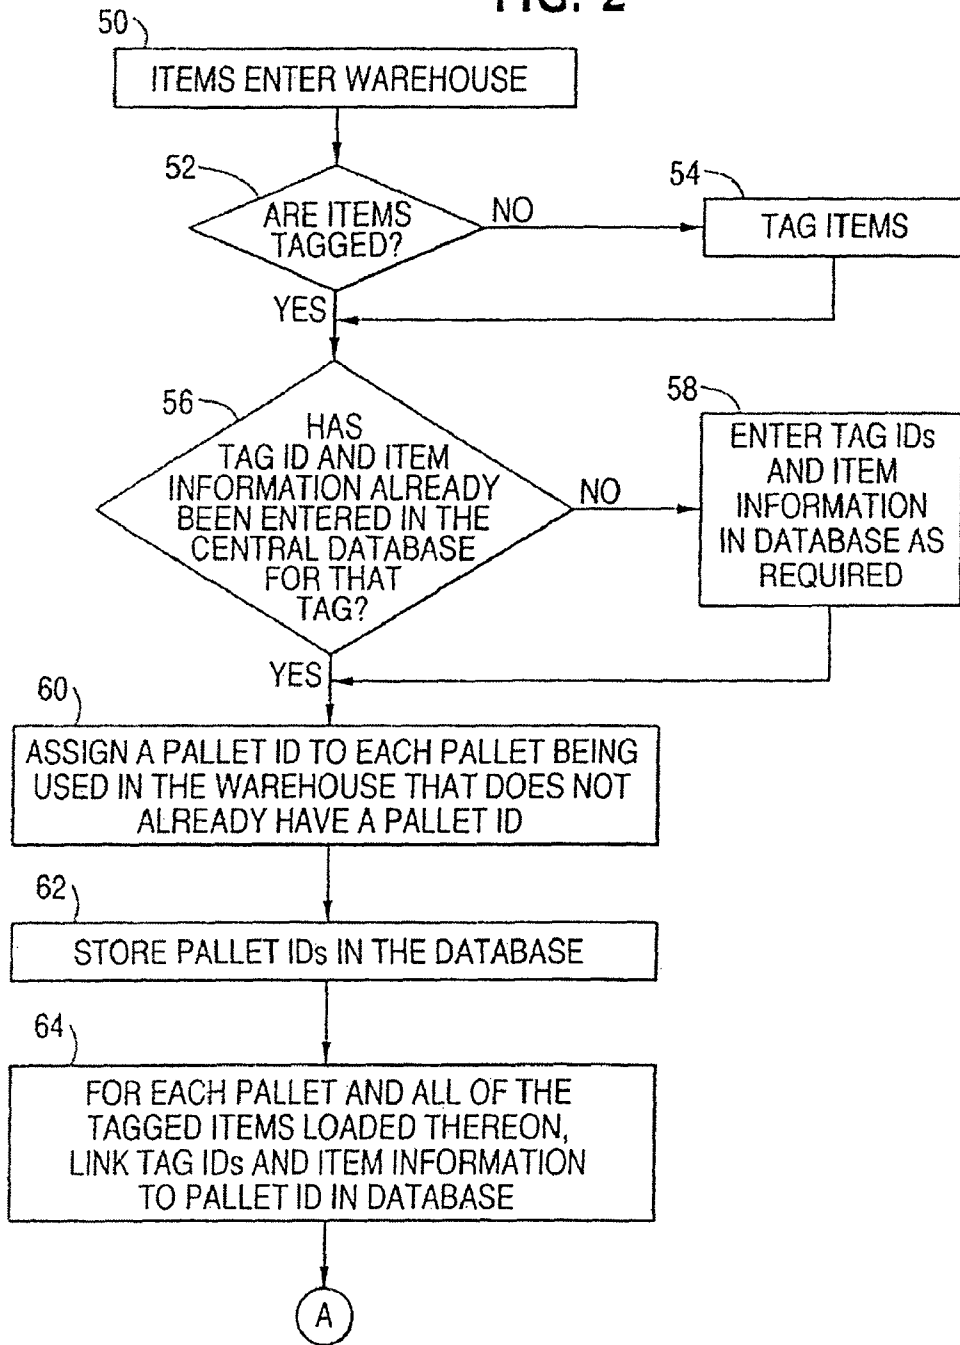 FIG. 2
50
ITEMS ENTER WAREHOUSE
52
ARE ITEMS
TAGGED?
NO
54
TAG ITEMS
YES
56
HAS
TAG ID AND ITEM
INFORMATION ALREADY
BEEN ENTERED IN THE
CENTRAL DATABASE
FOR THAT
TAG?
NO
58
ENTER TAG IDs
AND ITEM
INFORMATION
IN DATABASE AS
REQUIRED
YES
60
ASSIGN A PALLET ID TO EACH PALLET BEING
USED IN THE WAREHOUSE THAT DOES NOT
ALREADY HAVE A PALLET ID
62
STORE PALLET IDs IN THE DATABASE
64
FOR EACH PALLET AND ALL OF THE
TAGGED ITEMS LOADED THEREON,
LINK TAG IDs AND ITEM INFORMATION
TO PALLET ID IN DATABASE
A